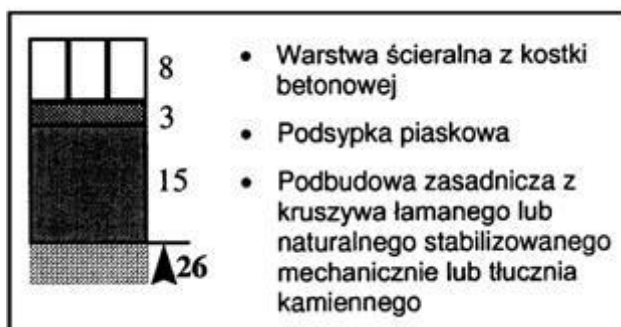 8
3
15
26
• Warstwa ścieralna z kostki
betonowej
• Podsypka piaskowa
• Podbudowa zasadnicza z
kruszywa łamanego lub
naturalnego stabilizowanego
mechanicznie lub tłucznia
kamiennego